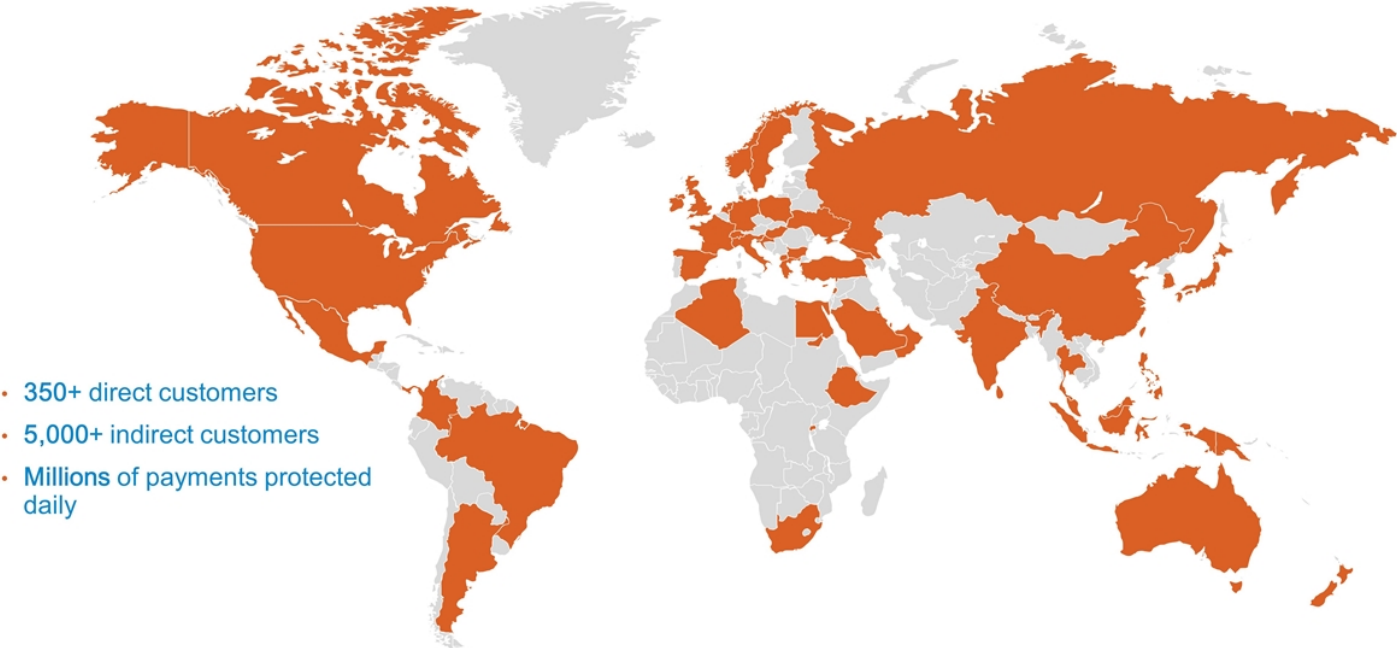 • 350+ direct customers
• 5,000+ indirect customers
• Millions of payments protected
daily